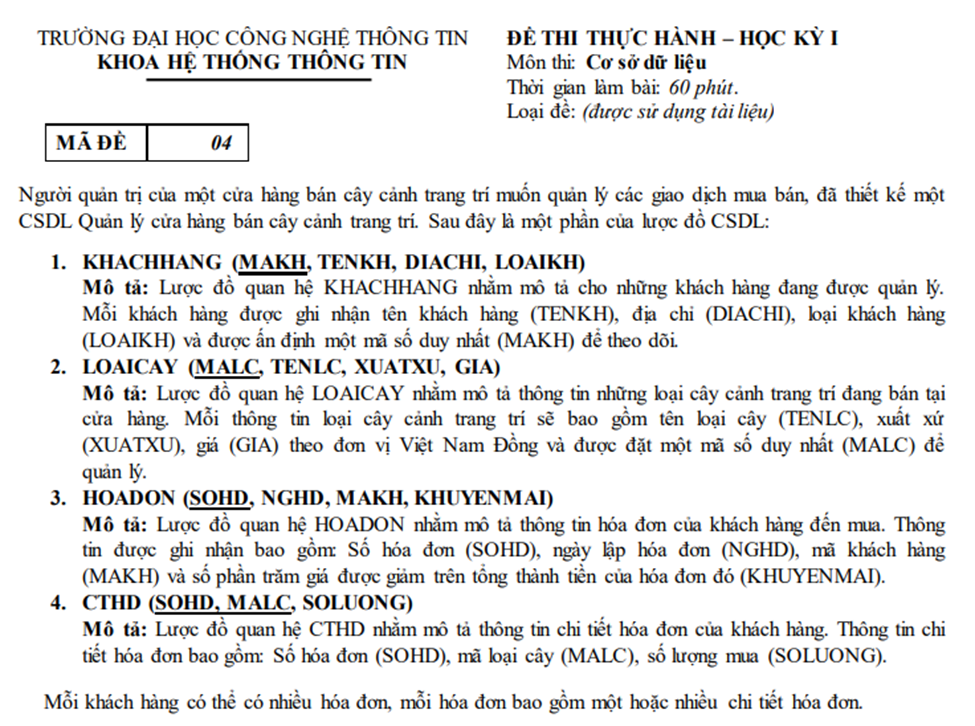 TRƯỜNG ĐẠI HỌC CÔNG NGHỆ THÔNG TIN
KHOA HỆ THỐNG THÔNG TIN
ĐỀ THI THỰC HÀNH – HỌC KỲ I
Môn thi: Cơ sở dữ liệu
Thời gian làm bài: 60 phút.
Loại đề: (được sử dụng tài liệu)
MÃ ĐỀ 04
Người quản trị của một cửa hàng bán cây cảnh trang trí muốn quản lý các giao dịch mua bán, đã thiết kế một
CSDL Quản lý cửa hàng bán cây cảnh trang trí. Sau đây là một phần của lược đồ CSDL:
1. KHACHHANG (MAKH, TENKH, DIACHI, LOAIKH)
Mô tả: Lược đồ quan hệ KHACHHANG nhằm mô tả cho những khách hàng đang được quản lý.
Mỗi khách hàng được ghi nhận tên khách hàng (TENKH), địa chỉ (DIACHI), loại khách hàng
(LOAIKH) và được ấn định một mã số duy nhất (MAKH) để theo dõi.
2. LOAICAY (MALC, TENLC, XUATXU, GIA)
Mô tả: Lược đồ quan hệ LOAICAY nhằm mô tả thông tin những loại cây cảnh trang trí đang bán tại
cửa hàng. Mỗi thông tin loại cây cảnh trang trí sẽ bao gồm tên loại cây (TENLC), xuất xứ
(XUATXU), giá (GIA) theo đơn vị Việt Nam Đồng và được đặt một mã số duy nhất (MALC) để
quản lý.
3. HOADON (SOHD, NGHD, MAKH, KHUYENMAI)
Mô tả: Lược đồ quan hệ HOADON nhằm mô tả thông tin hóa đơn của khách hàng đến mua. Thông
tin được ghi nhận bao gồm: Số hóa đơn (SOHD), ngày lập hóa đơn (NGHD), mã khách hàng
(MAKH) và số phần trăm giá được giảm trên tổng thành tiền của hóa đơn đó (KHUYENMAI).
4. CTHD (SOHD, MALC, SOLUONG)
Mô tả: Lược đồ quan hệ CTHD nhằm mô tả thông tin chi tiết hóa đơn của khách hàng. Thông tin chi
tiết hóa đơn bao gồm: Số hóa đơn (SOHD), mã loại cây (MALC), số lượng mua (SOLUONG).
Mỗi khách hàng có thể có nhiều hóa đơn, mỗi hóa đơn bao gồm một hoặc nhiều chi tiết hóa đơn.